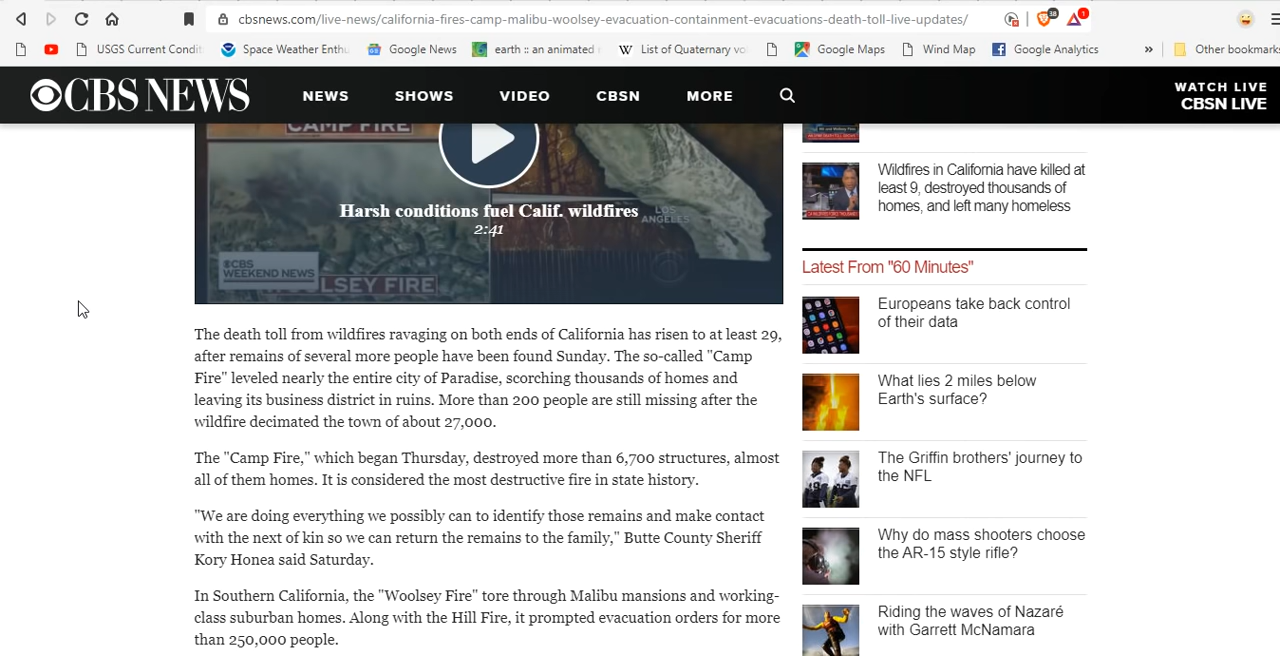 cbsnews.com/live-news/california-fires-camp-malibu-woolsey-evacuation-containment-evacuations-death-toll-live-updates/
38
1
USGS Current Condit
Space Weather Enthu
Google News
earth :: an animated
W
List of Quaternary vo
Google Maps
Wind Map
Google Analytics
»
Other bookmarks
CBS NEWS
NEWS
SHOWS
VIDEO
CBSN
MORE
WATCH LIVE
CBSN LIVE
CAMP FIRE
Harsh conditions fuel Calif. wildfires
2:41
LOS
ANGELES
CBS
WEEKEND NEWS
LSEY FIRE
The death toll from wildfires ravaging on both ends of California has risen to at least 29,
after remains of several more people have been found Sunday. The so-called "Camp
Fire" leveled nearly the entire city of Paradise, scorching thousands of homes and
leaving its business district in ruins. More than 200 people are still missing after the
wildfire decimated the town of about 27,000.
The "Camp Fire," which began Thursday, destroyed more than 6,700 structures, almost
all of them homes. It is considered the most destructive fire in state history.
"We are doing everything we possibly can to identify those remains and make contact
with the next of kin so we can return the remains to the family," Butte County Sheriff
Kory Honea said Saturday.
In Southern California, the "Woolsey Fire" tore through Malibu mansions and working-
class suburban homes. Along with the Hill Fire, it prompted evacuation orders for more
than 250,000 people.
Wildfires in California have killed at
least 9, destroyed thousands of
homes, and left many homeless
Latest From "60 Minutes"
Europeans take back control
of their data
What lies 2 miles below
Earth's surface?
The Griffin brothers' journey to
the NFL
Why do mass shooters choose
the AR-15 style rifle?
Riding the waves of Nazaré
with Garrett McNamara